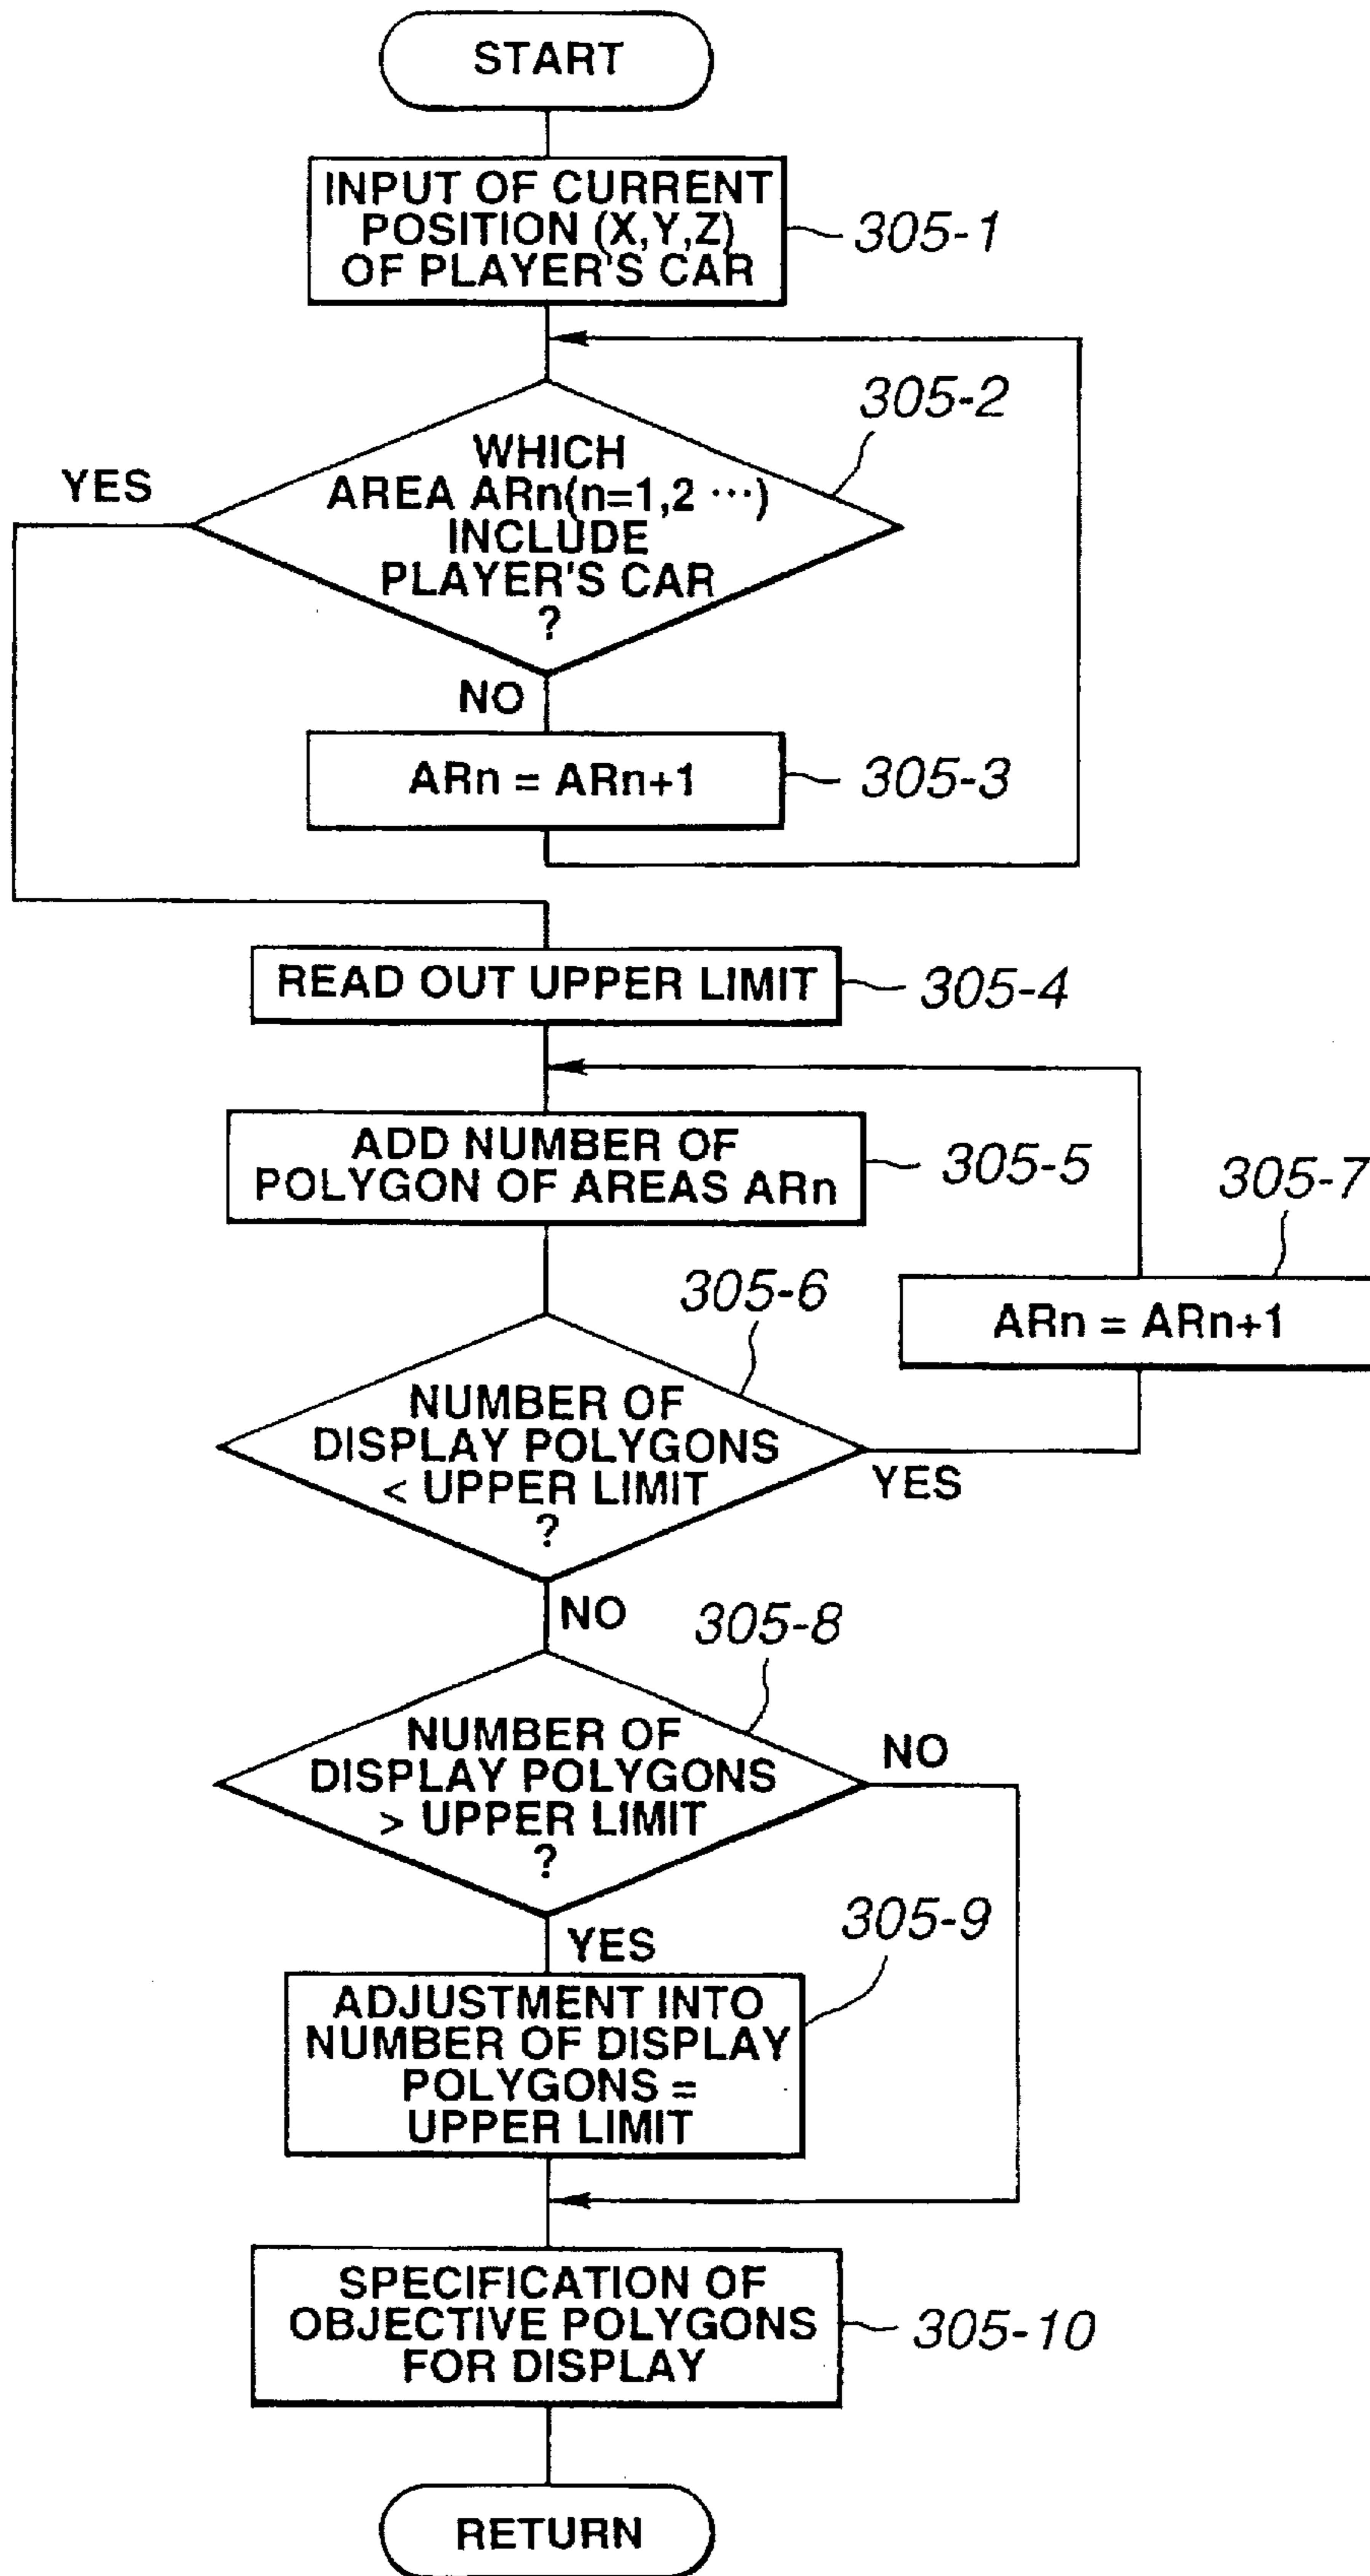 START
INPUT OF CURRENT
POSITION (X,Y,Z)
OF PLAYER'S CAR
305-1
305-2
WHICH
AREA ARn(n=1,2 ···)
INCLUDE
PLAYER'S CAR
?
YES
NO
ARn = ARn+1
305-3
READ OUT UPPER LIMIT
305-4
ADD NUMBER OF
POLYGON OF AREAS ARn
305-5
305-7
ARn = ARn+1
305-6
NUMBER OF
DISPLAY POLYGONS
< UPPER LIMIT
?
YES
NO
305-8
NUMBER OF
DISPLAY POLYGONS
> UPPER LIMIT
?
NO
YES
305-9
ADJUSTMENT INTO
NUMBER OF DISPLAY
POLYGONS =
UPPER LIMIT
SPECIFICATION OF
OBJECTIVE POLYGONS
FOR DISPLAY
305-10
RETURN